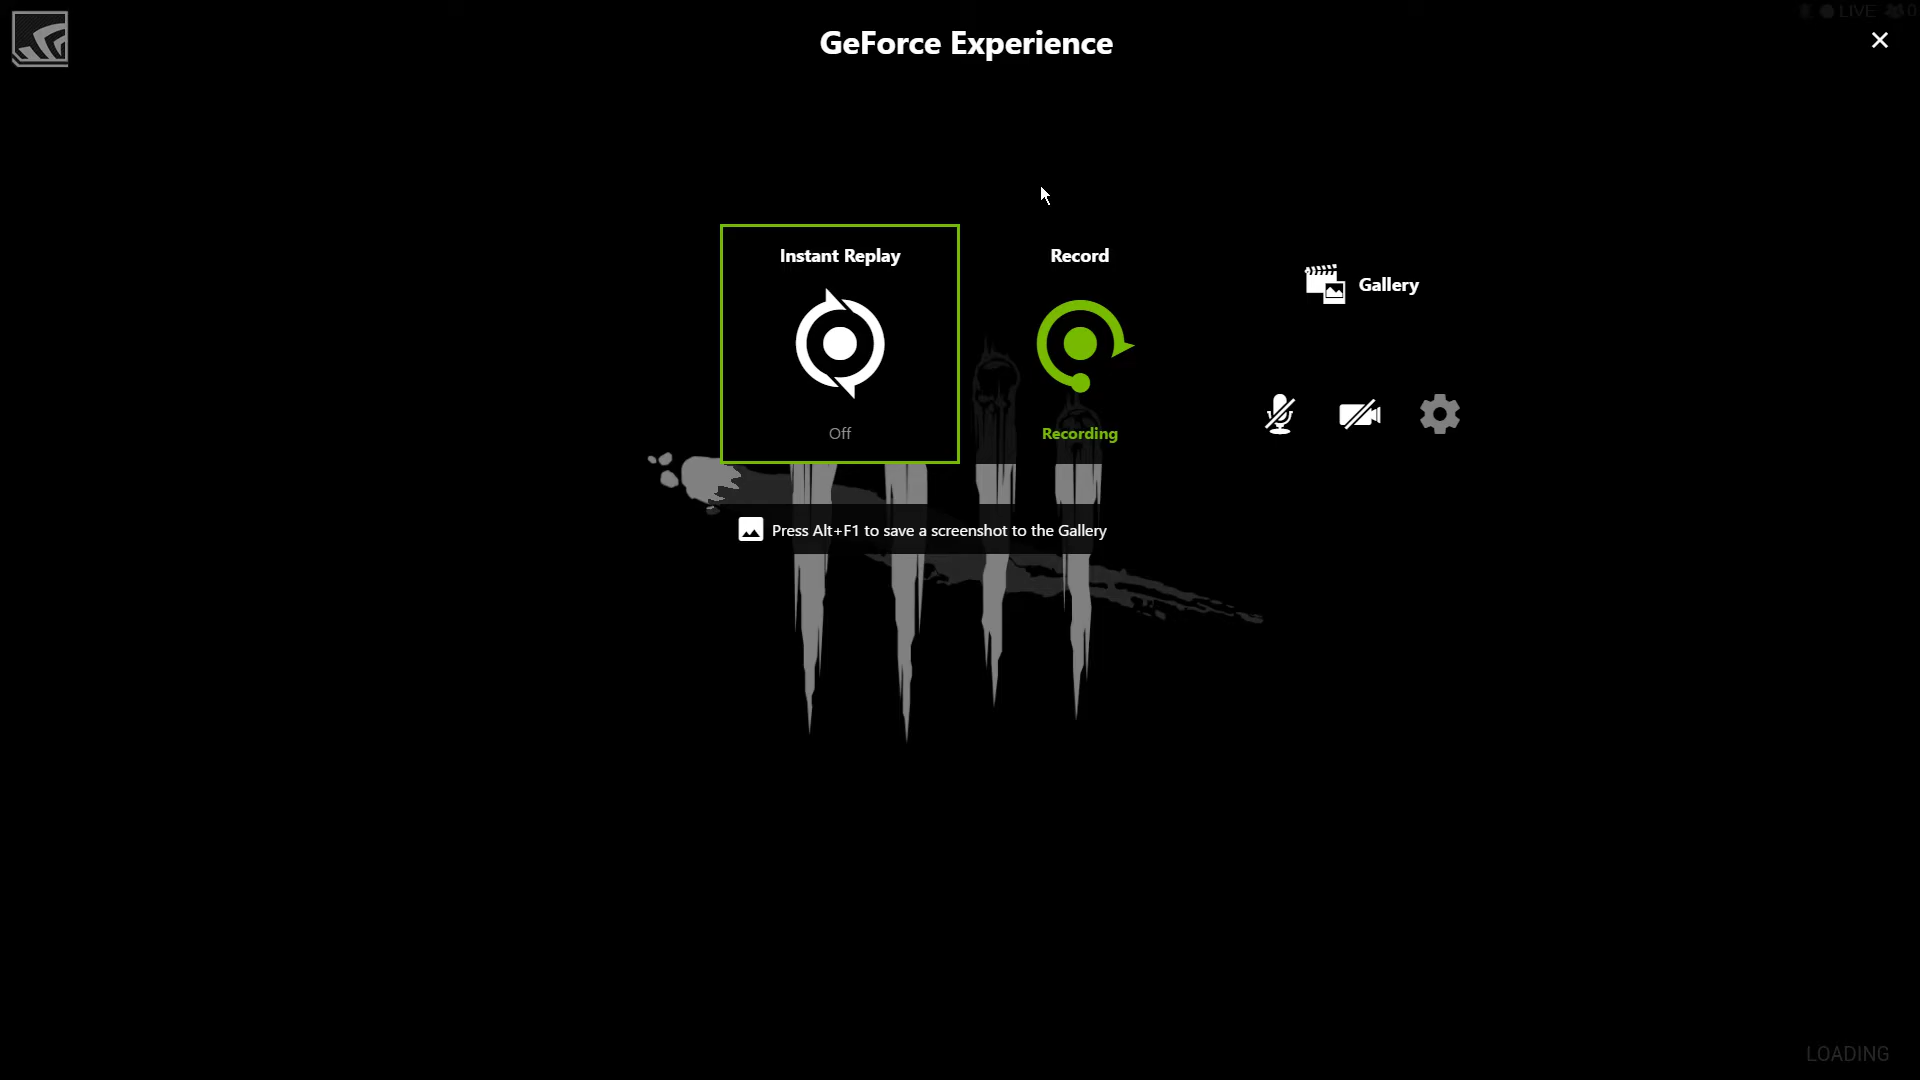 LIVE 0
GeForce Experience
Instant Replay
Off
Record
Recording
Gallery
Press Alt+F1 to save a screenshot to the Gallery
LOADING